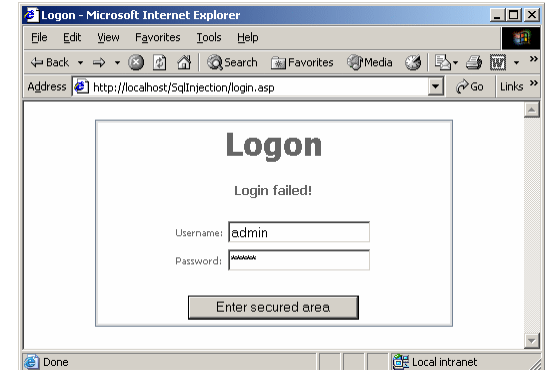 Logon - Microsoft Internet Explorer
File Edit View Favorites Tools Help
Back Search Favorites Media
Address http://localhost/SqlInjection/login.asp Go Links »
Logon
Login failed!
Username: admin
Password: *****
Enter secured area
Done Local intranet